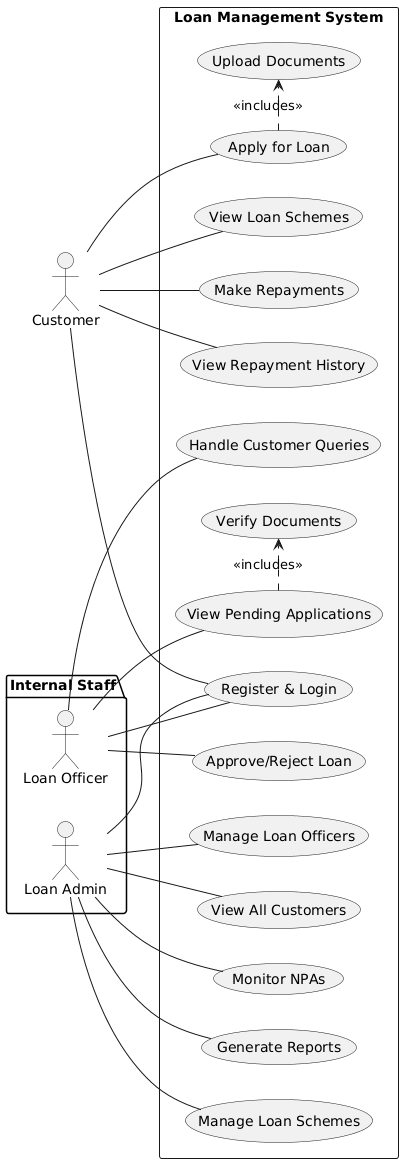 Loan Management System
Upload Documents
«includes»
Apply for Loan
View Loan Schemes
Make Repayments
Customer
View Repayment History
Handle Customer Queries
Verify Documents
«includes»
View Pending Applications
Internal Staff
Register & Login
Loan Officer
Approve/Reject Loan
Manage Loan Officers
Loan Admin
View All Customers
Monitor NPAs
Generate Reports
Manage Loan Schemes